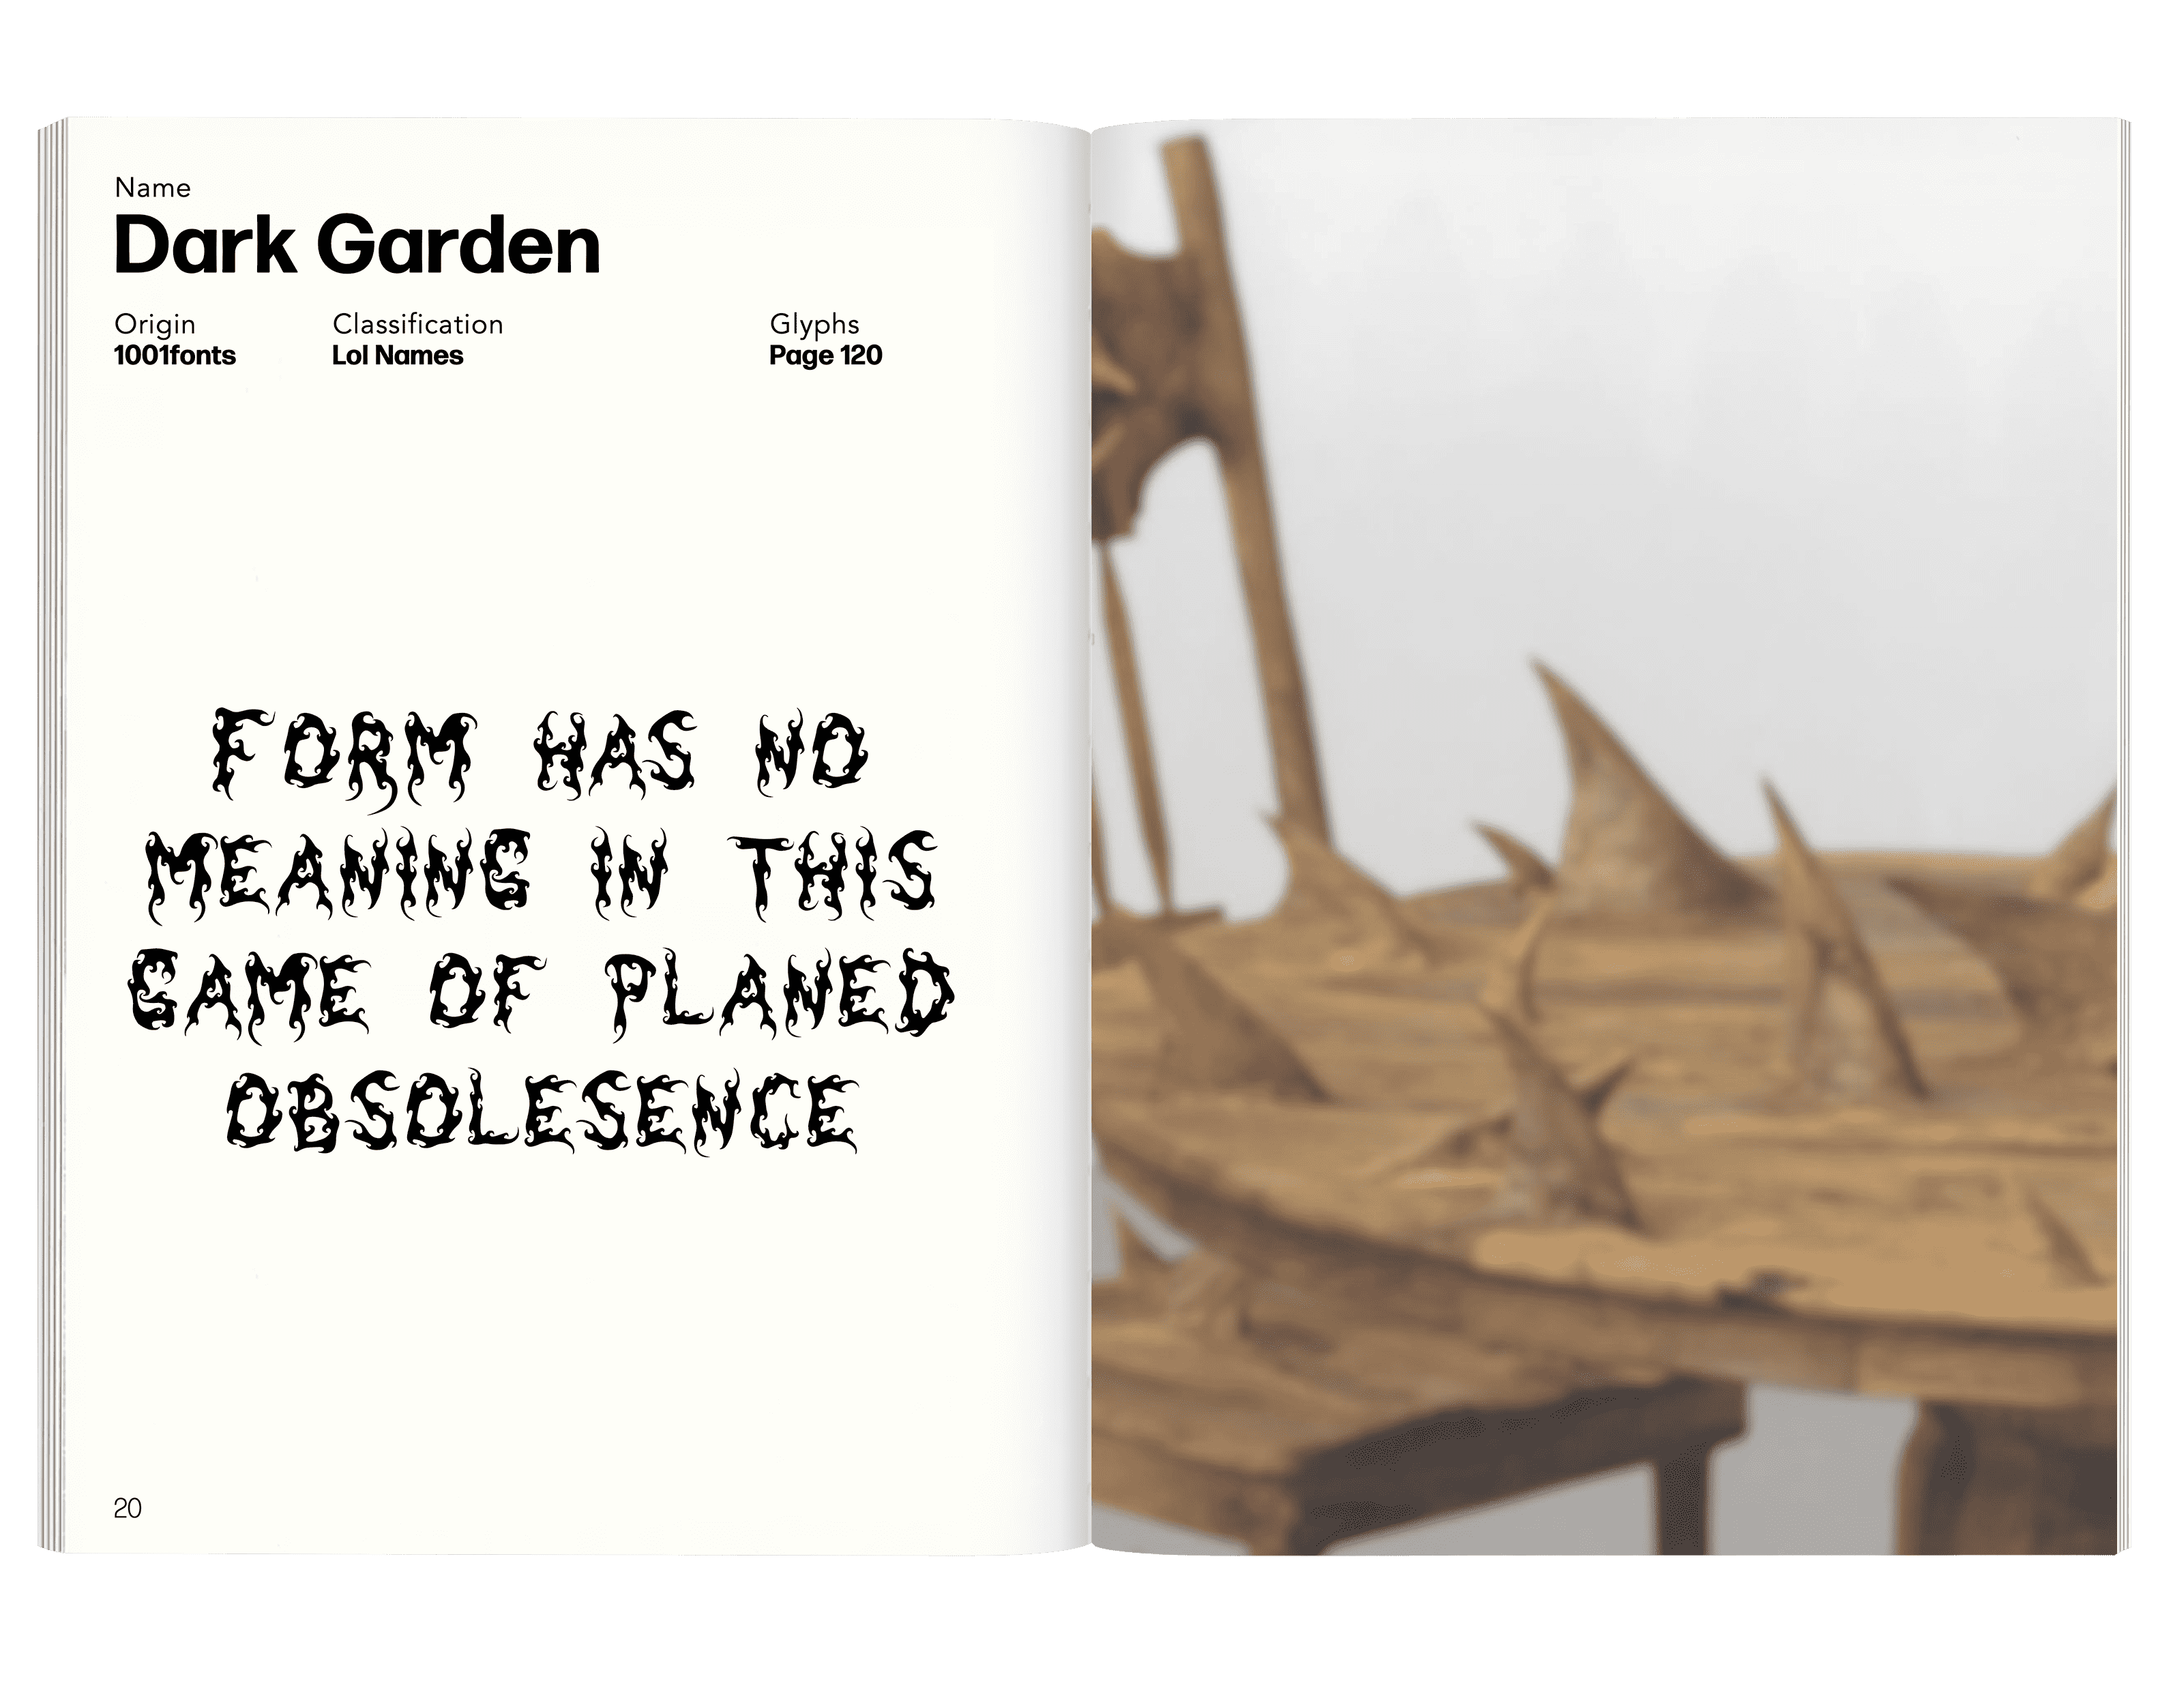 Name
Dark Garden
Origin
1001fonts
Classification
Lol Names
Glyphs
Page 120
FORM HAS NO
MEANING IN THIS
GAME OF PLANED
OBSOLESENCE
20